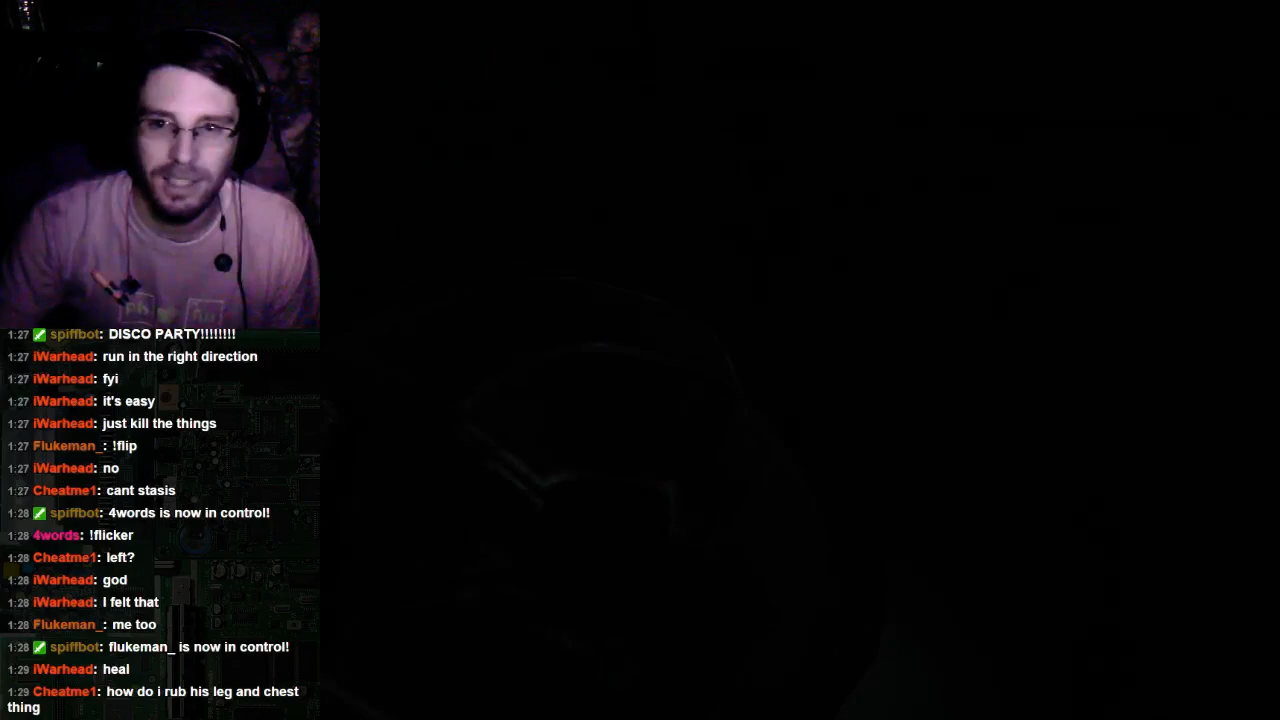 1:27 spiffbot: DISCO PARTY!!!!!!!!
1:27 iWarhead: run in the right direction
1:27 iWarhead: fyi
1:27 iWarhead: it's easy
1:27 iWarhead: just kill the things
1:27 Flukeman_: !flip
1:27 iWarhead: no
1:27 Cheatme1: cant stasis
1:28 spiffbot: 4words is now in control!
1:28 4words: !flicker
1:28 Cheatme1: left?
1:28 iWarhead: god
1:28 iWarhead: I felt that
1:28 Flukeman_: me too
1:28 spiffbot: flukeman_ is now in control!
1:29 iWarhead: heal
1:29 Cheatme1: how do i rub his leg and chest
thing